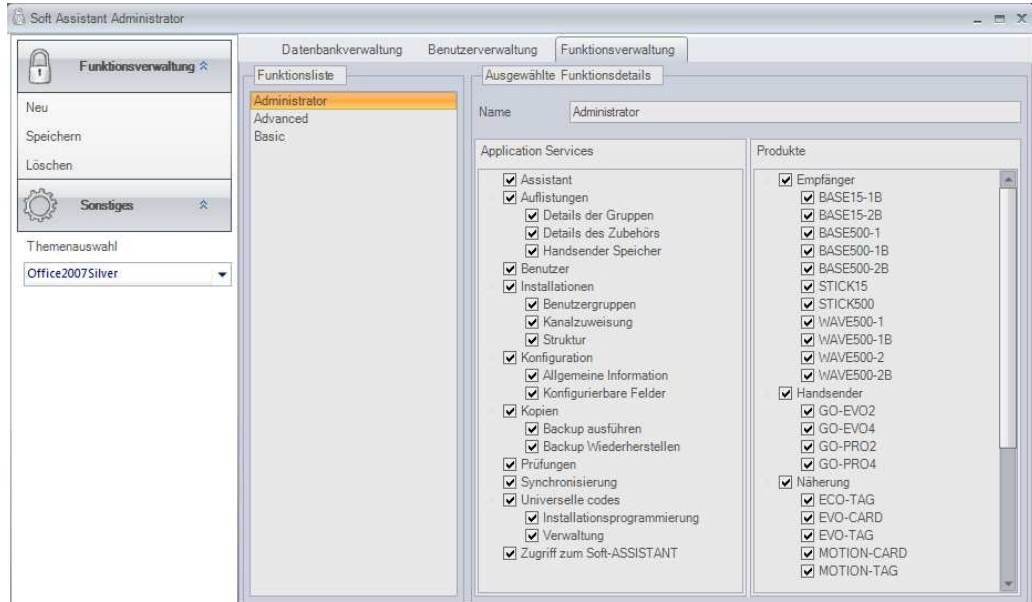 Soft Assistant Administrator
Funktionsverwaltung
Neu
Speichern
Löschen
Sonstiges
Themenauswahl
Office2007Silver
Datenbankverwaltung Benutzerverwaltung Funktionsverwaltung
Funktionsliste
Administrator
Advanced
Basic
Ausgewählte Funktionsdetails
Name Administrator
Application Services
Assistant
Auflistungen
Details der Gruppen
Details des Zubehörs
Handsender Speicher
Benutzer
Installationen
Benutzergruppen
Kanalzuweisung
Struktur
Konfiguration
Allgemeine Information
Konfigurierbare Felder
Kopien
Backup ausführen
Backup Wiederherstellen
Prüfungen
Synchronisierung
Universelle codes
Installationsprogrammierung
Verwaltung
Zugriff zum Soft-ASSISTANT
Produkte
Empfänger
BASE15-1B
BASE15-2B
BASE500-1
BASE500-1B
BASE500-2B
STICK15
STICK500
WAVE500-1
WAVE500-1B
WAVE500-2
WAVE500-2B
Handsender
GO-EVO2
GO-EVO4
GO-PRO2
GO-PRO4
Näherung
ECO-TAG
EVO-CARD
EVO-TAG
MOTION-CARD
MOTION-TAG